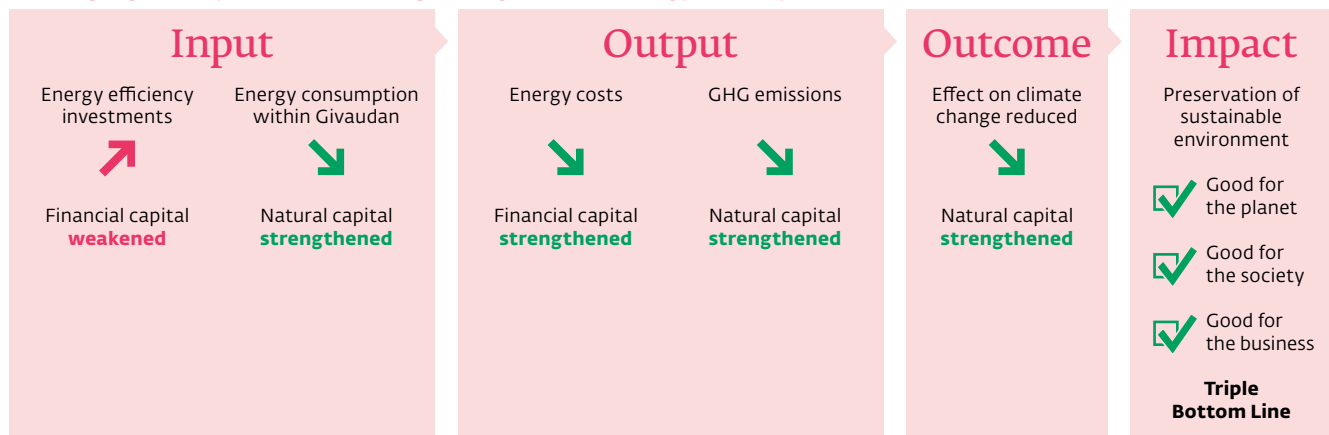 Input
Energy efficiency
investments
Financial capital
weakened
Energy consumption
within Givaudan
Natural capital
strengthened
Output
Energy costs
Financial capital
strengthened
GHG emissions
Natural capital
strengthened
Outcome
Effect on climate
change reduced
Natural capital
strengthened
Impact
Preservation of
sustainable
environment
Good for
the planet
Good for
the society
Good for
the business
Triple
Bottom Line